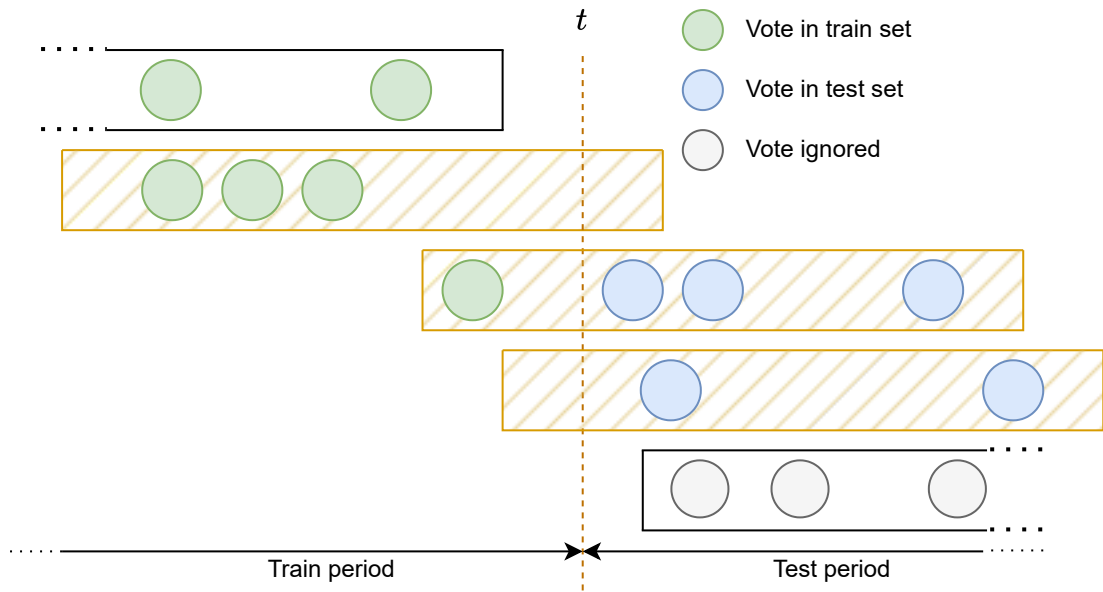 t
Vote in train set
Vote in test set
Vote ignored
Train period
Test period